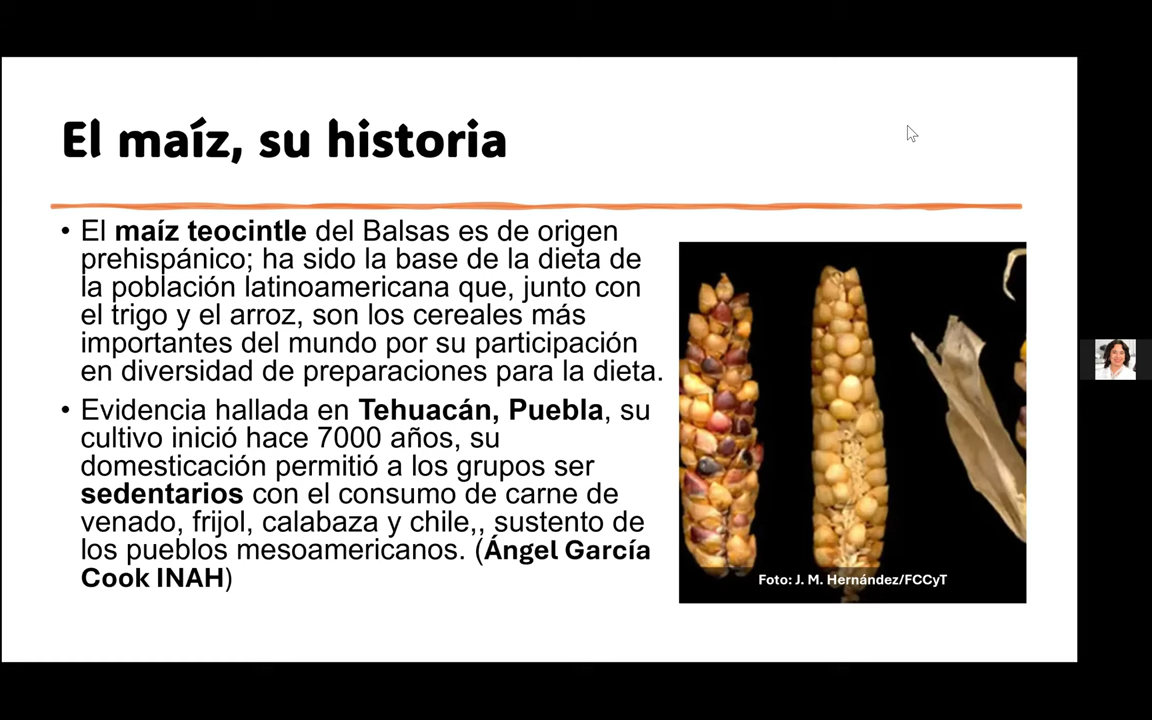 El maíz, su historia
• El maíz teocintle del Balsas es de origen
prehispánico; ha sido la base de la dieta de
la población latinoamericana que, junto con
el trigo y el arroz, son los cereales más
importantes del mundo por su participación
en diversidad de preparaciones para la dieta.
• Evidencia hallada en Tehuacán, Puebla, su
cultivo inició hace 7000 años, su
domesticación permitió a los grupos ser
sedentarios con el consumo de carne de
venado, frijol, calabaza y chile,, sustento de
los pueblos mesoamericanos. (Ángel García
Cook INAH)
Foto: J. M. Hernández/FCCyT